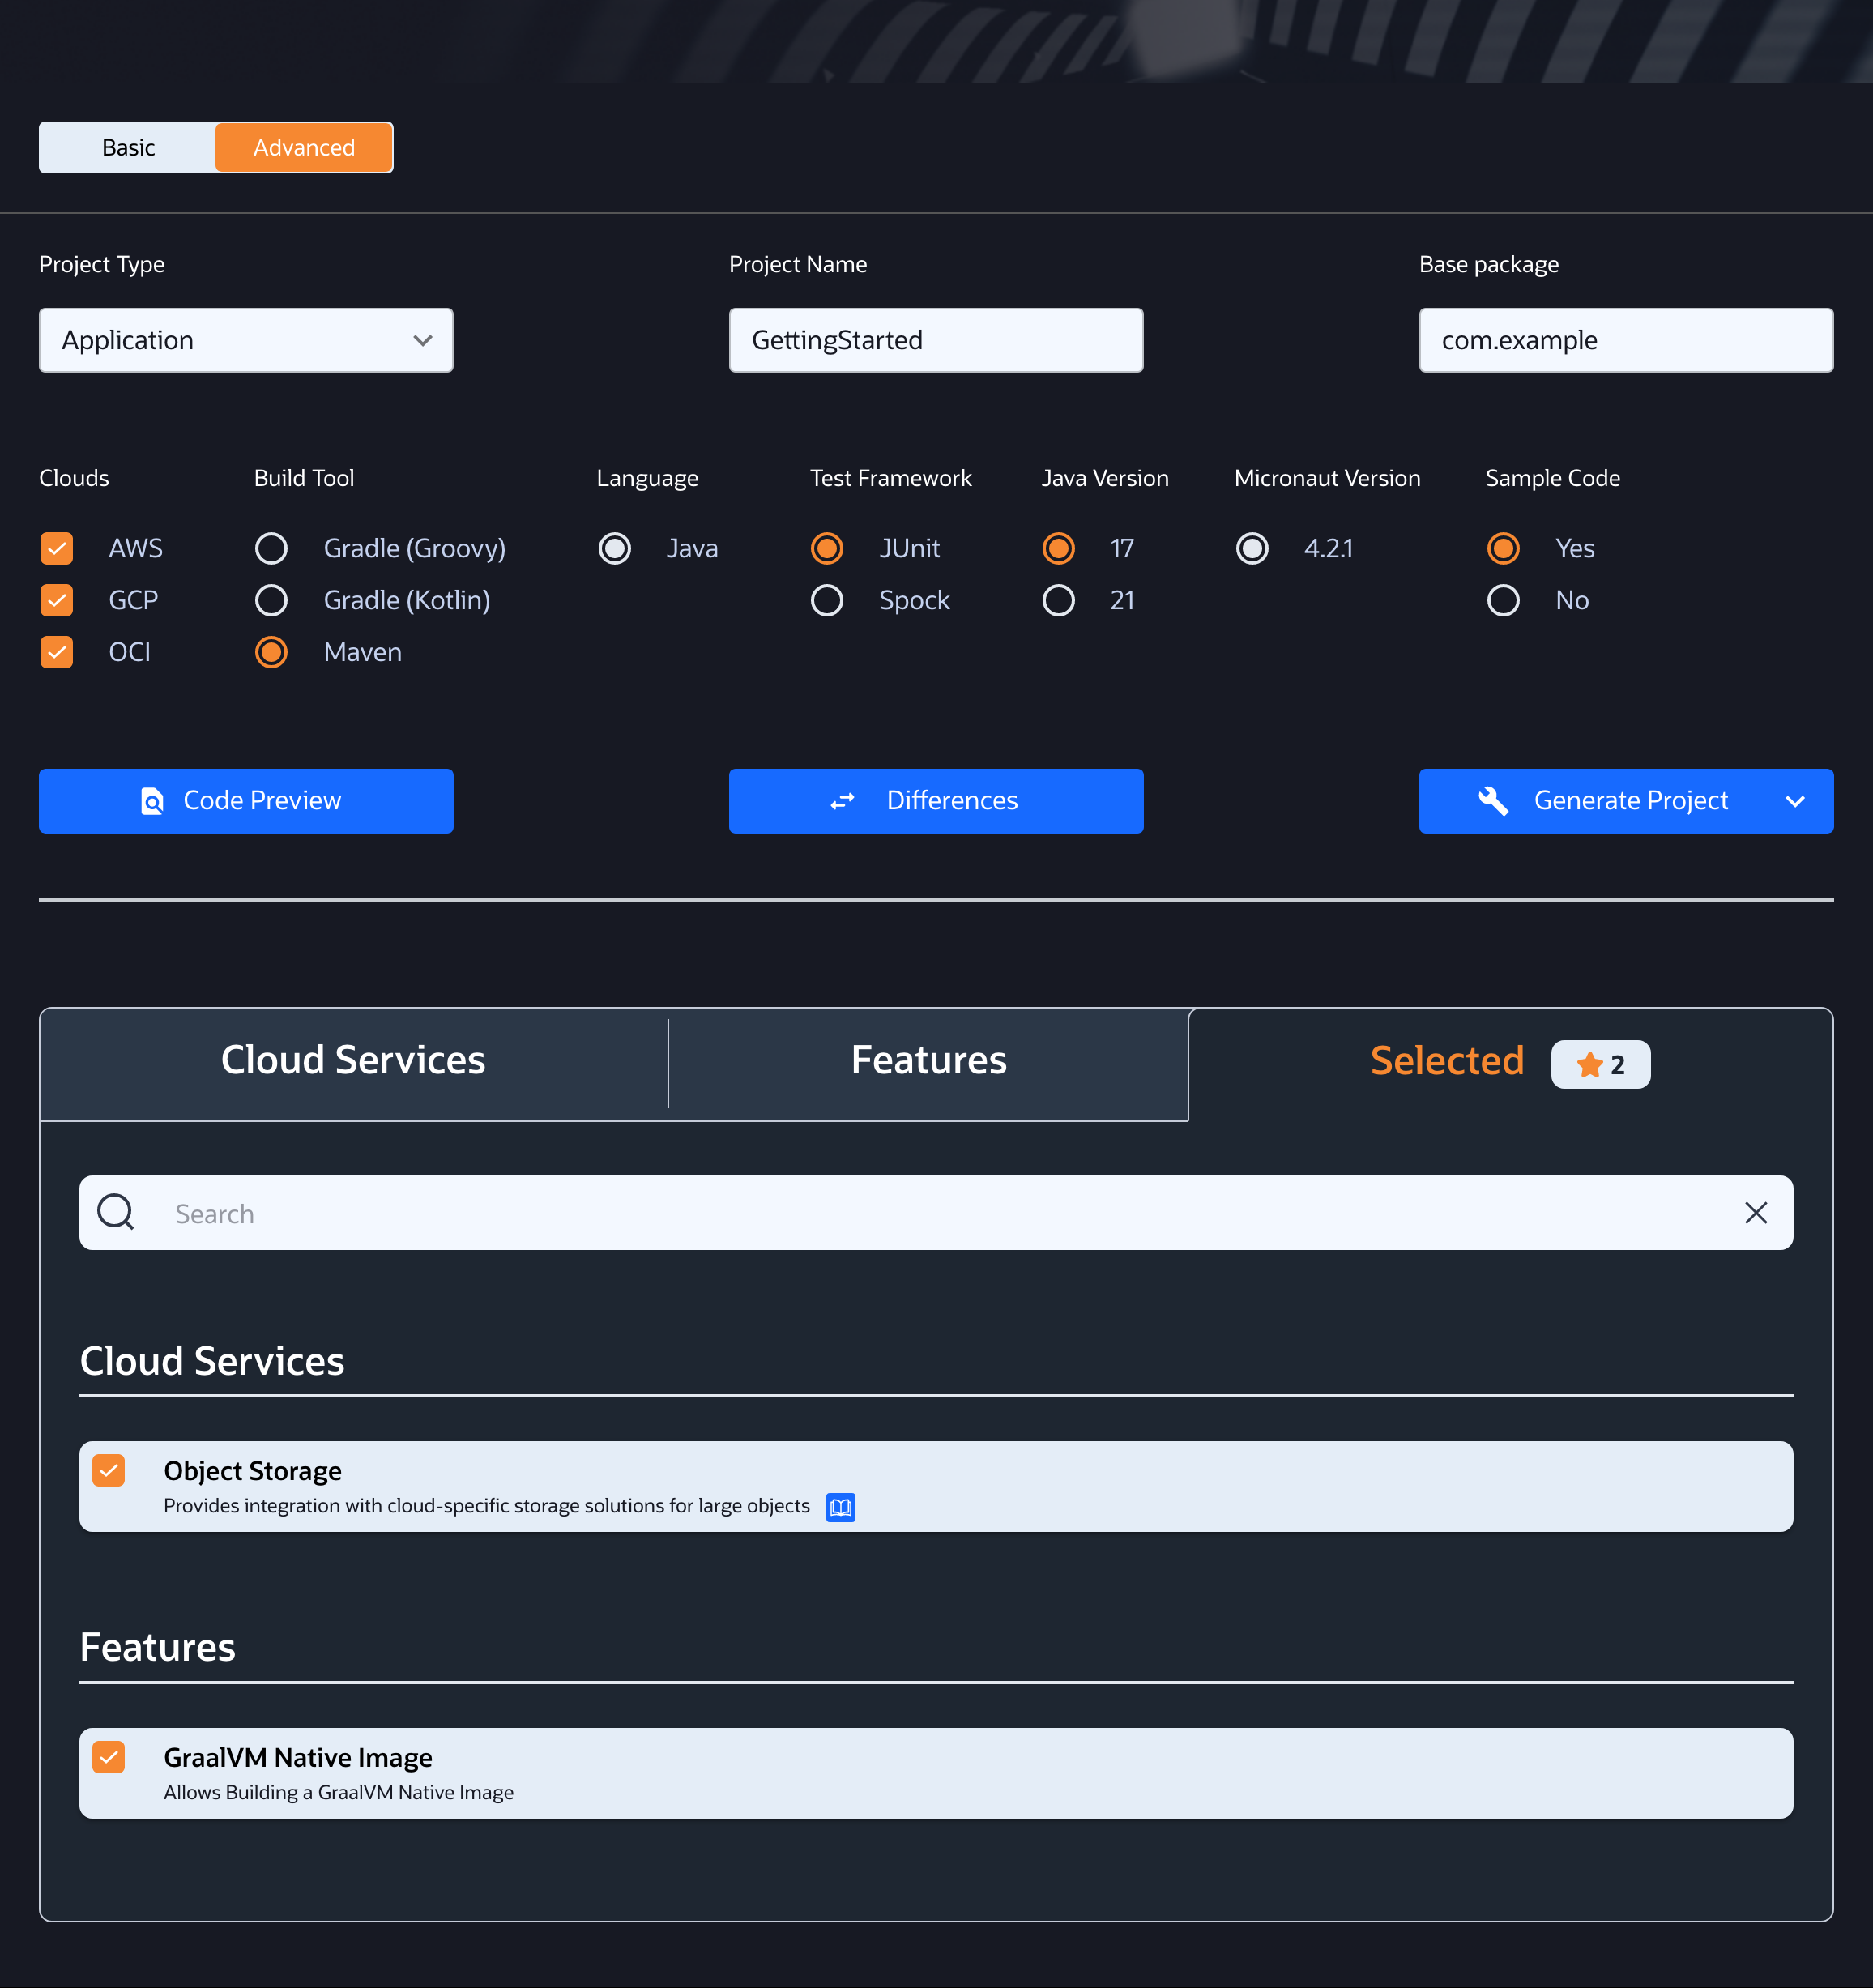 Basic Advanced
Project Type Project Name Base package
Application GettingStarted com.example
Clouds Build Tool Language Test Framework Java Version Micronaut Version Sample Code
AWS Gradle (Groovy) Java JUnit 17 4.2.1 Yes
GCP Gradle (Kotlin) Spock 21 No
OCI Maven
Code Preview Differences Generate Project
Cloud Services Features Selected 2
Search
Cloud Services
Object Storage
Provides integration with cloud-specific storage solutions for large objects
Features
GraalVM Native Image
Allows Building a GraalVM Native Image